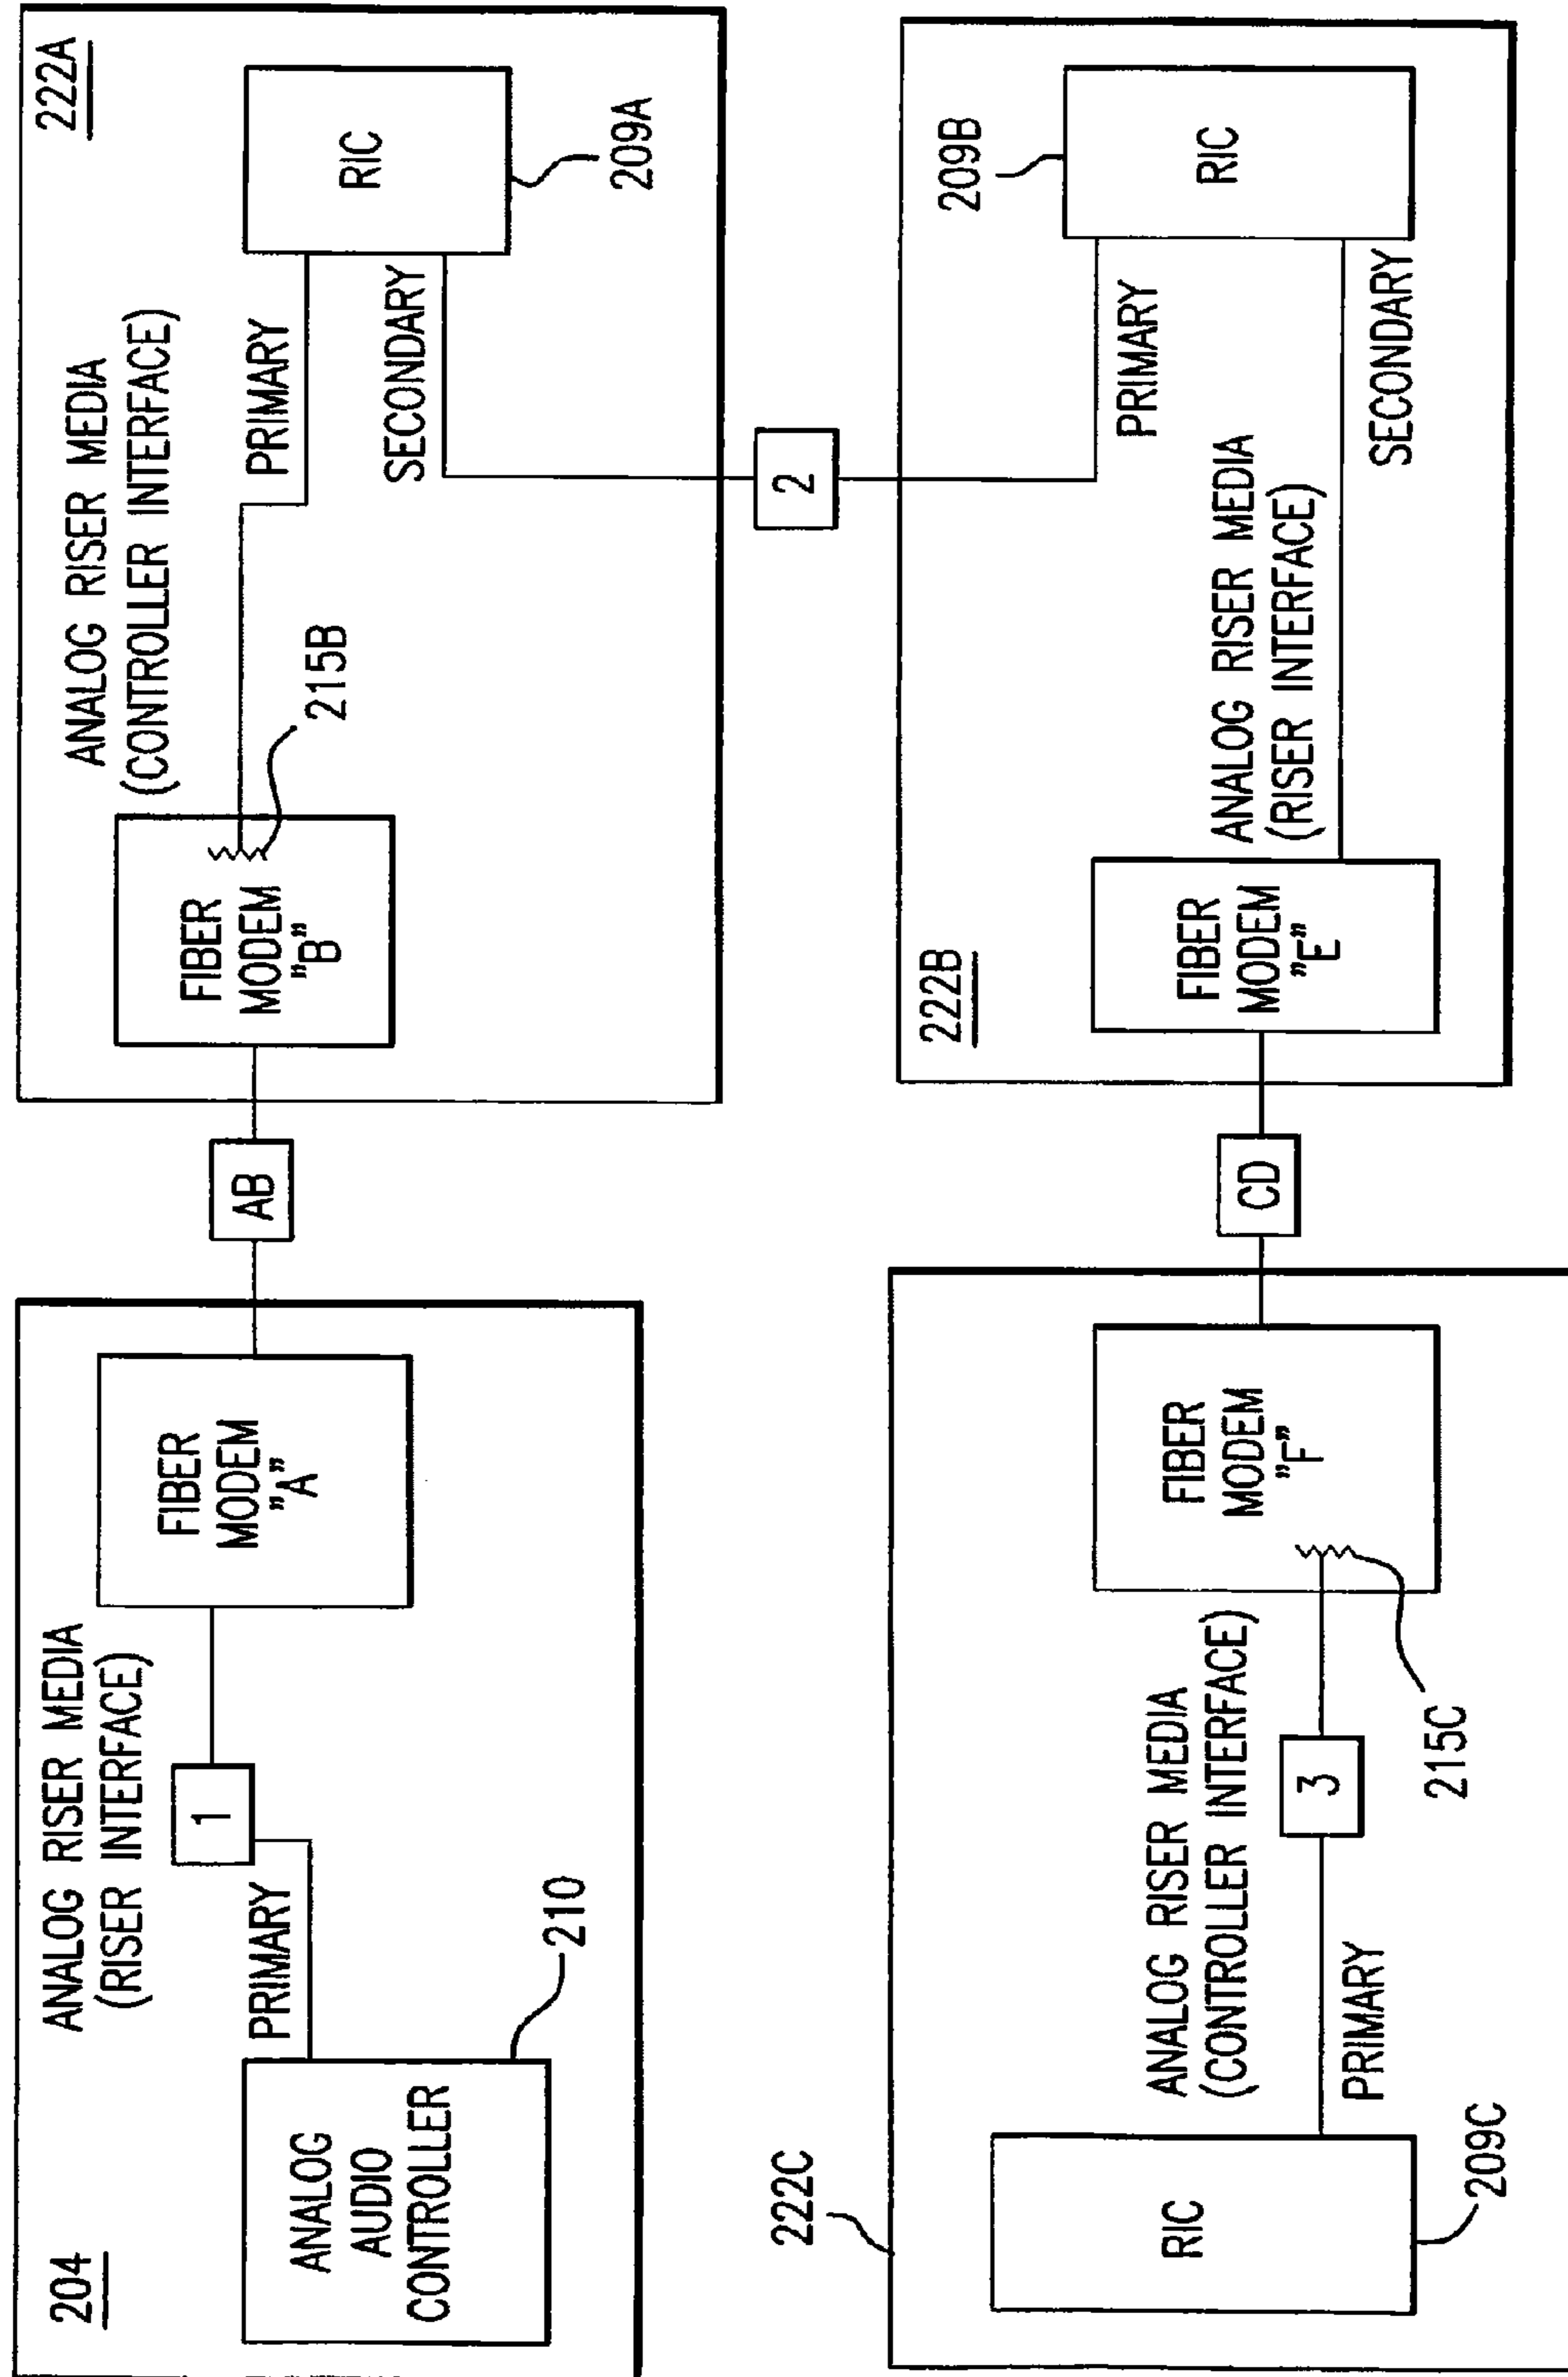 204
ANALOG RISER MEDIA
(RISER INTERFACE)
ANALOG
AUDIO
CONTROLLER
210
PRIMARY
1
FIBER
MODEM
"A"
AB
222A
ANALOG RISER MEDIA
(CONTROLLER INTERFACE)
FIBER
MODEM
"B"
215B
PRIMARY
SECONDARY
RIC
209A
2
222C
RIC
209C
ANALOG RISER MEDIA
(CONTROLLER INTERFACE)
PRIMARY
3
215C
FIBER
MODEM
"F"
CD
222B
FIBER
MODEM
"E"
ANALOG RISER MEDIA
(RISER INTERFACE)
PRIMARY
SECONDARY
209B
RIC